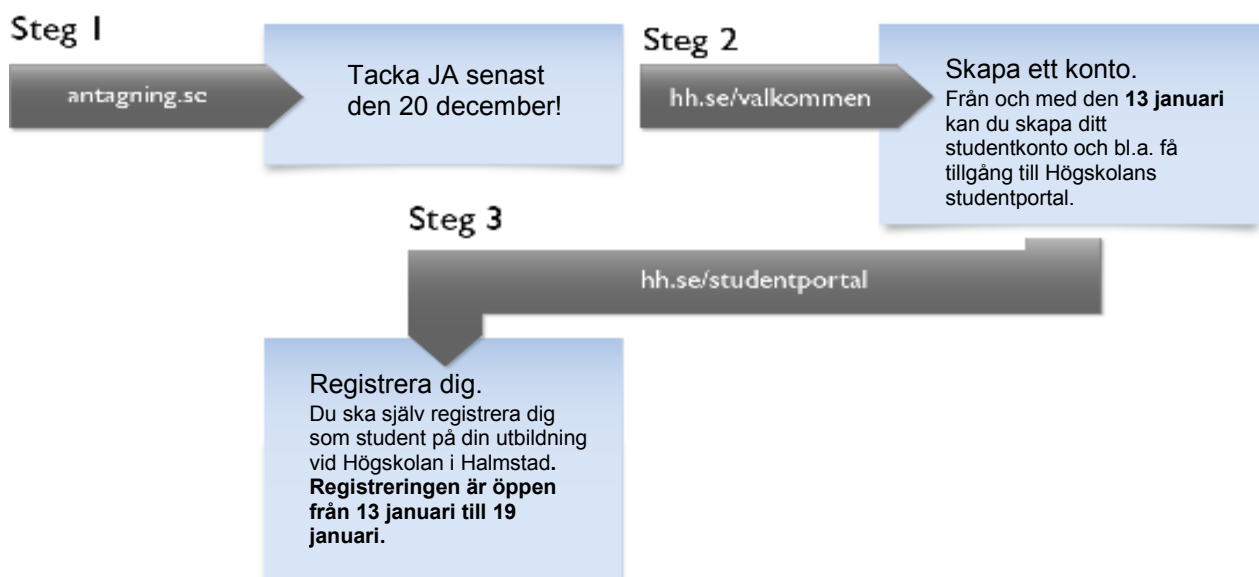 Steg 1
antagning.se
Tacka JA senast
den 20 december!
Steg 2
hh.se/valkommen
Skapa ett konto.
Från och med den 13 januari
kan du skapa ditt
studentkonto och bl.a. få
tillgång till Högskolans
studentportal.
Steg 3
hh.se/studentportal
Registrera dig.
Du ska själv registrera dig
som student på din utbildning
vid Högskolan i Halmstad.
Registreringen är öppen
från 13 januari till 19
januari.